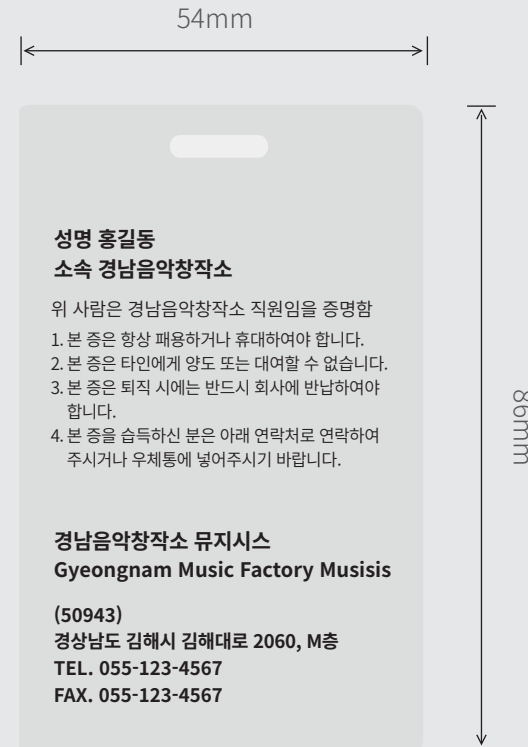 54mm
성명 홍길동
소속 경남음악창작소
위 사람은 경남음악창작소 직원임을 증명함
1. 본 증은 항상 패용하거나 휴대하여야 합니다.
2. 본 증은 타인에게 양도 또는 대여할 수 없습니다.
3. 본 증은 퇴직 시에는 반드시 회사에 반납하여야
합니다.
4. 본 증을 습득하신 분은 아래 연락처로 연락하여
주시거나 우체통에 넣어주시기 바랍니다.
86mm
경남음악창작소 뮤지시스
Gyeongnam Music Factory Musisis
(50943)
경상남도 김해시 김해대로 2060, M층
TEL. 055-123-4567
FAX. 055-123-4567